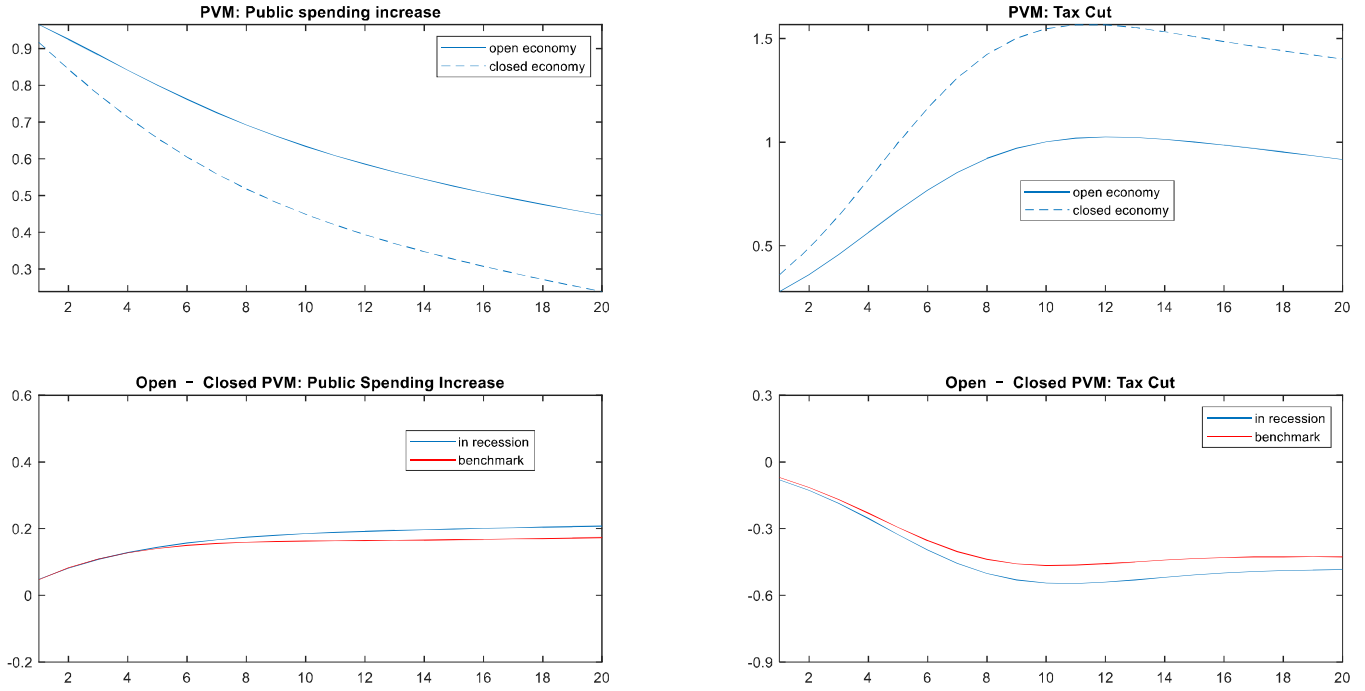 PVM: Public spending increase
0.9
0.8
0.7
0.6
0.5
0.4
0.3
open economy
closed economy
2 4 6 8 10 12 14 16 18 20
PVM: Tax Cut
1.5
1
0.5
open economy
closed economy
2 4 6 8 10 12 14 16 18 20
Open - Closed PVM: Public Spending Increase
0.6
0.4
0.2
0
-0.2
in recession
benchmark
2 4 6 8 10 12 14 16 18 20
Open - Closed PVM: Tax Cut
0.3
0
-0.3
-0.6
-0.9
in recession
benchmark
2 4 6 8 10 12 14 16 18 20